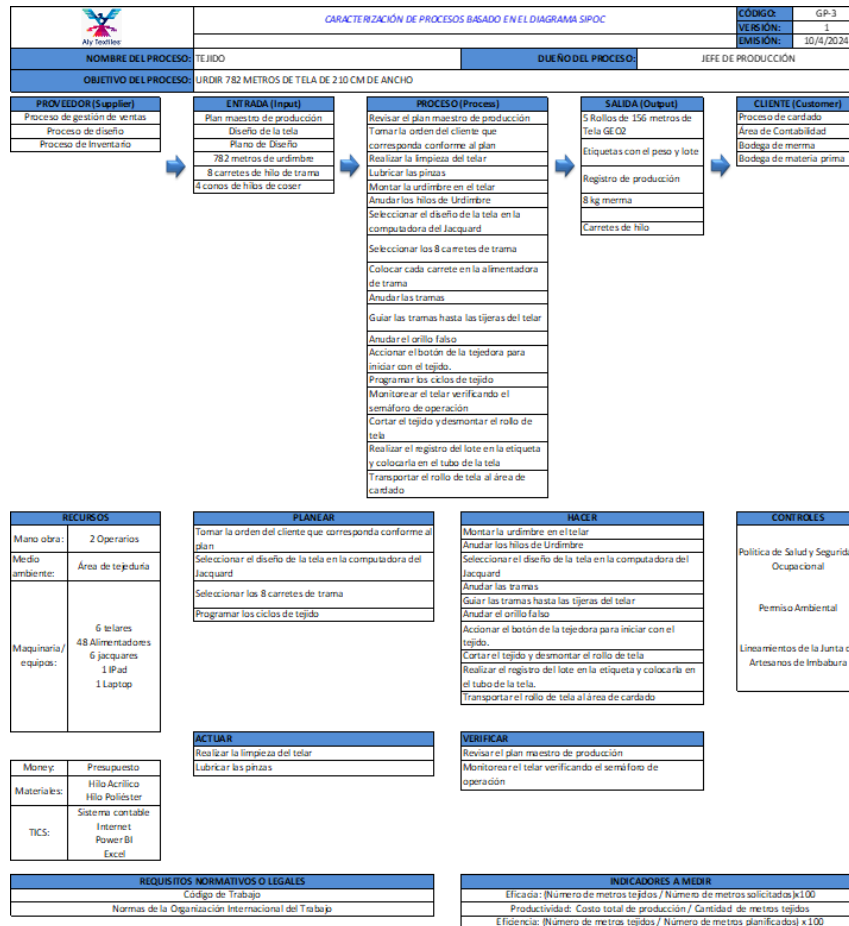 Aly Textiles
CARACTERIZACIÓN DE PROCESOS BASADO EN EL DIAGRAMA SIPOC
CÓDIGO: GP-3
VERSIÓN: 1
EMISIÓN: 10/4/2024
NOMBRE DEL PROCESO: TEJIDO
DUEÑO DEL PROCESO: JEFE DE PRODUCCIÓN
OBJETIVO DEL PROCESO: URDIR 782 METROS DE TELA DE 210 CM DE ANCHO
PROVEEDOR (Supplier)
Proceso de gestión de ventas
Proceso de diseño
Proceso de Inventario
ENTRADA (Input)
Plan maestro de producción
Diseño de la tela
Plano de Diseño
782 metros de urdimbre
8 carretes de hilo de trama
4 conos de hilos de coser
PROCESO (Process)
Revisar el plan maestro de producción
Tomar la orden del cliente que
corresponda conforme al plan
Realizar la limpieza del telar
Lubricar las pinzas
Montar la urdimbre en el telar
Anudar los hilos de Urdimbre
Seleccionar el diseño de la tela en la
computadora del Jacquard
Seleccionar los 8 carretes de trama
Colocar cada carrete en la alimentadora
de trama
Anudar las tramas
Guiar las tramas hasta las tijeras del telar
Anudar el orillo falso
Accionar el botón de la tejedora para
iniciar con el tejido.
Programar los ciclos de tejido
Monitorear el telar verificando el
semáforo de operación
Cortar el tejido y desmontar el rollo de
tela
Realizar el registro del lote en la etiqueta
y colocarla en el tubo de la tela
Transportar el rollo de tela al área de
cardado
SALIDA (Output)
5 Rollos de 156 metros de
Tela GEO2
Etiquetas con el peso y lote
Registro de producción
8 kg merma
Carretes de hilo
CLIENTE (Customer)
Proceso de cardado
Área de Contabilidad
Bodega de merma
Bodega de materia prima
RECURSOS
Mano obra: 2 Operarios
Medio
ambiente: Área de tejeduria
Maquinaria/
equipos:
6 telares
48 Alimentadores
6 jacquares
1 IPad
1 Laptop
PLANEAR
Tomar la orden del cliente que corresponda conforme al
plan
Seleccionar el diseño de la tela en la computadora del
Jacquard
Seleccionar los 8 carretes de trama
Programar los ciclos de tejido
HACER
Montar la urdimbre en el telar
Anudar los hilos de Urdimbre
Seleccionar el diseño de la tela en la computadora del
Jacquard
Anudar las tramas
Guiar las tramas hasta las tijeras del telar
Anudar el orillo falso
Accionar el botón de la tejedora para iniciar con el
tejido.
Cortar el tejido y desmontar el rollo de tela
Realizar el registro del lote en la etiqueta y colocarla en
el tubo de la tela.
Transportar el rollo de tela al área de cardado
CONTROLES
Política de Salud y Segurida
Ocupacional
Permiso Ambiental
Lineamientos de la Junta d
Artesanos de Imbabura
ACTUAR
Realizar la limpieza del telar
Lubricar las pinzas
VERIFICAR
Revisar el plan maestro de producción
Monitorear el telar verificando el semáforo de
operación
Money: Presupuesto
Materiales:
Hilo Acrílico
Hilo Poliéster
TICS:
Sistema contable
Internet
Power BI
Excel
REQUISITOS NORMATIVOS O LEGALES
Código de Trabajo
Normas de la Organización Internacional del Trabajo
INDICADORES A MEDIR
Eficacia: (Número de metros tejidos / Número de metros solicitados)x100
Productividad: Costo total de producción / Cantidad de metros tejidos
Eficiencia: (Número de metros tejidos / Número de metros planificados) x 100